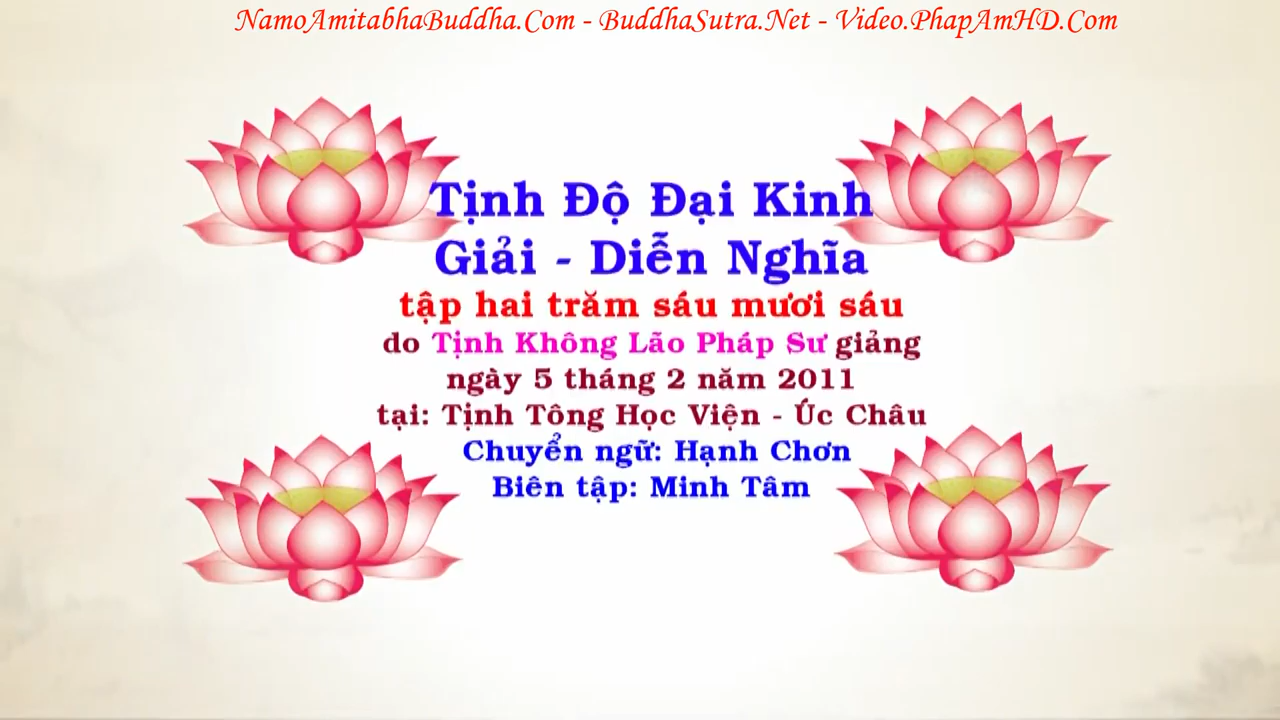 NamoAmitabhaBuddha.Com - BuddhaSutra.Net - Video.PhapAmHD.Com
Tịnh Độ Đại Kinh
Giải - Diễn Nghĩa
tập hai trăm sáu mươi sáu
do Tịnh Không Lão Pháp Sư giảng
ngày 5 tháng 2 năm 2011
tại: Tịnh Tông Học Viện - Úc Châu
Chuyển ngữ: Hạnh Chơn
Biên tập: Minh Tâm